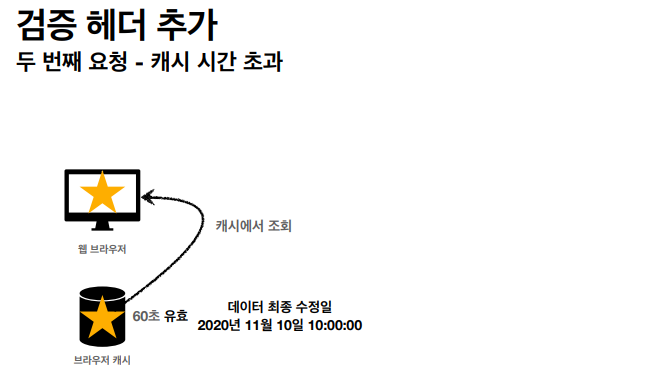 검증 헤더 추가
두 번째 요청 - 캐시 시간 초과
웹 브라우저
캐시에서 조회
60초 유효
데이터 최종 수정일
2020년 11월 10일 10:00:00
브라우저 캐시